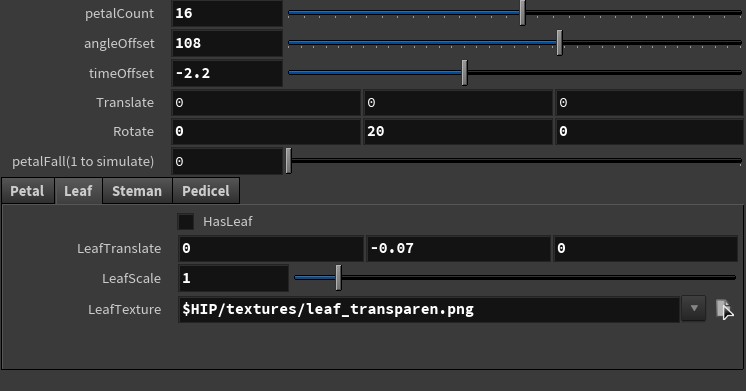 petalCount 16
angleOffset 108
timeOffset -2.2
Translate 0 0 0
Rotate 0 20 0
petalFall(1 to simulate) 0
Petal Leaf Steman Pedicel
HasLeaf
LeafTranslate 0 -0.07 0
LeafScale 1
LeafTexture $HIP/textures/leaf_transparen.png